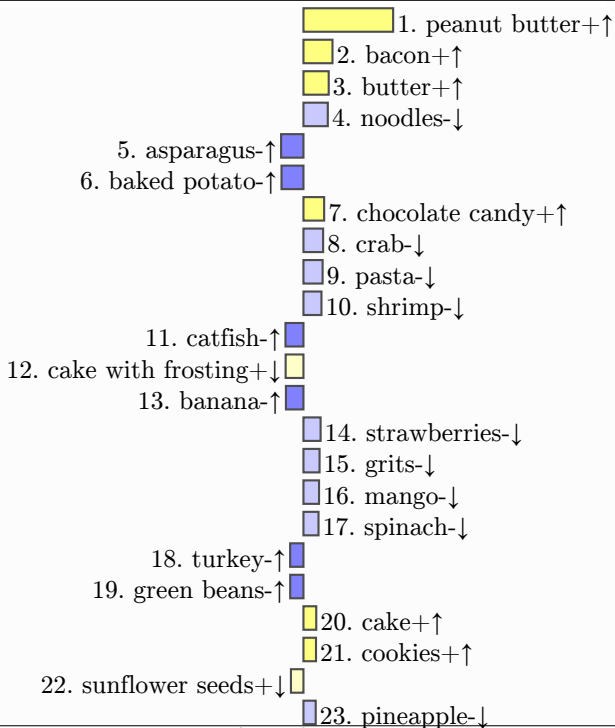 1. peanut butter+↑
2. bacon+↑
3. butter+↑
4. noodles-↓
5. asparagus-↑
6. baked potato-↑
7. chocolate candy+↑
8. crab-↓
9. pasta-↓
10. shrimp-↓
11. catfish-↑
12. cake with frosting+↓
13. banana-↑
14. strawberries-↓
15. grits-↓
16. mango-↓
17. spinach-↓
18. turkey-↑
19. green beans-↑
20. cake+↑
21. cookies+↑
22. sunflower seeds+↓
23. pineapple-↓